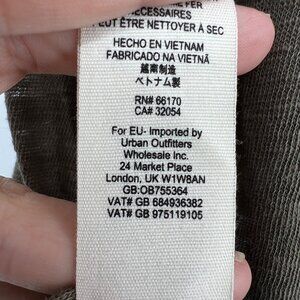 NÉCESSAIRES
PEUT ÊTRE NETTOYER À SEC
HECHO EN VIETNAM
FABRICADO NA VIETNÃ
越南制造
ベトナム製
RN# 66170
CA# 32054
For EU- Imported by
Urban Outfitters
Wholesale Inc.
24 Market Place
London, UK W1W8AN
GB:OB755364
VAT# GB 684936382
VAT# GB 975119105